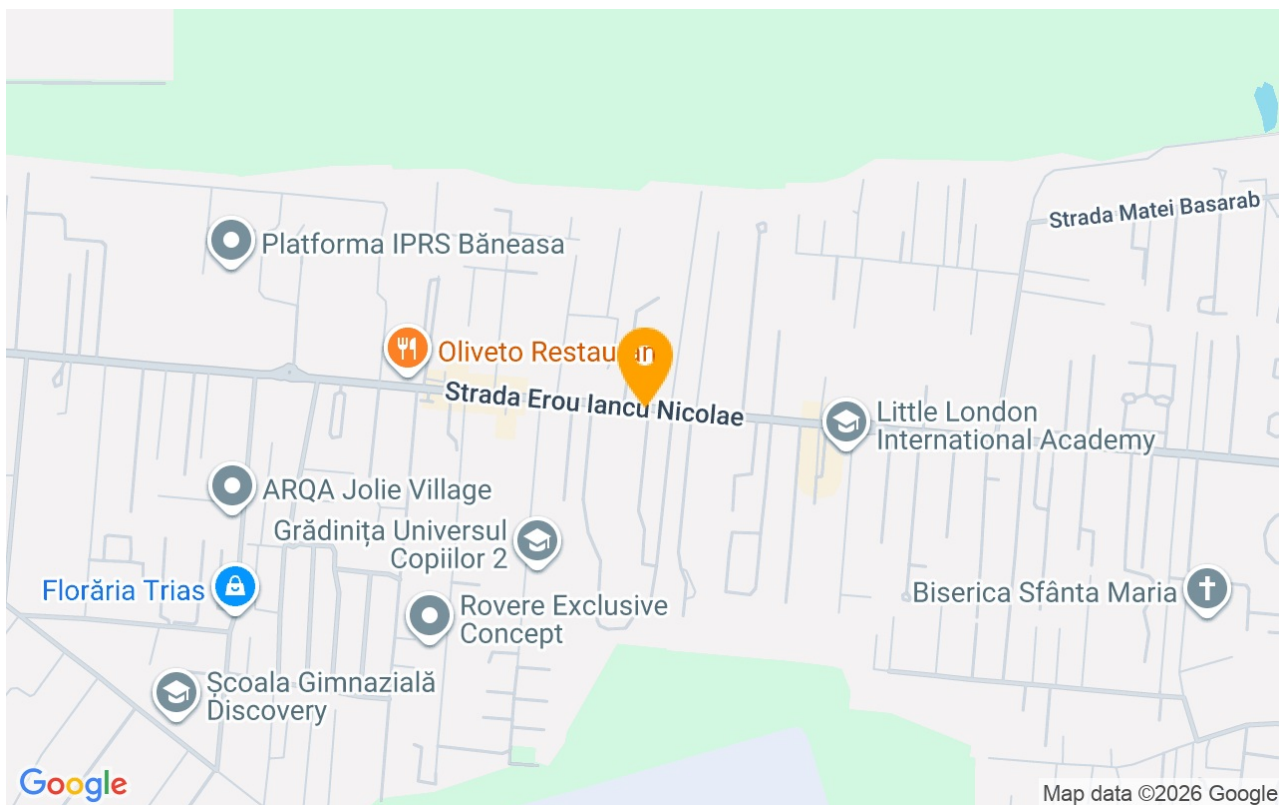 Strada Matei Basarab
Platforma IPRS Băneasa
Oliveto Restau
Strada Erou Iancu Nicolae
Little London
International Academy
ARQA Jolie Village
Grădinița Universul
Copiilor 2
Florăria Trias
Biserica Sfânta Maria
Rovere Exclusive
Concept
Școala Gimnazială
Discovery
Google
Map data ©2026 Google